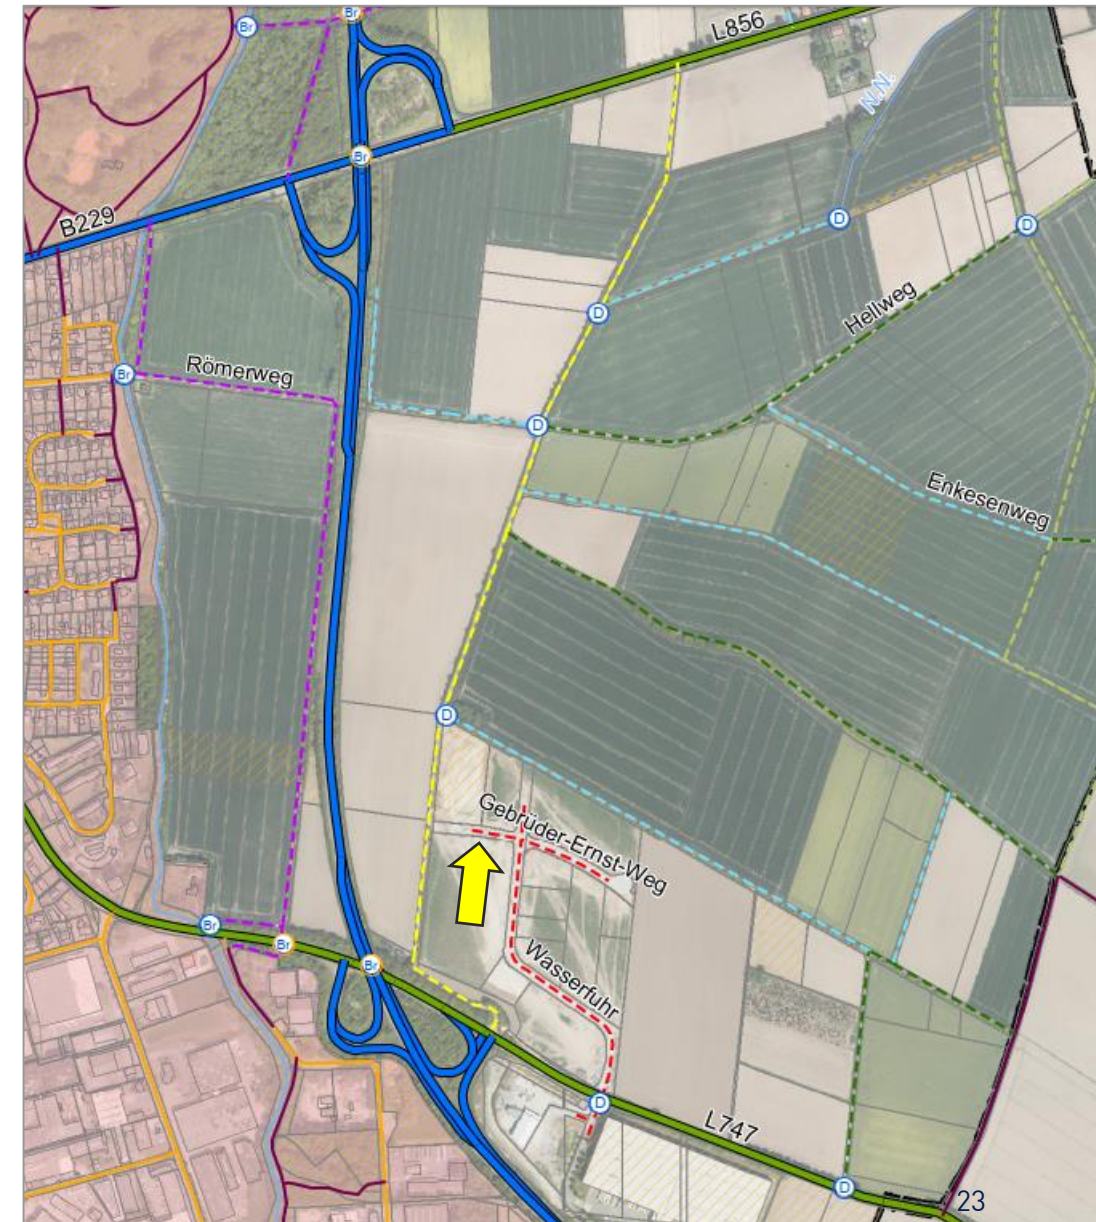 Br
Br
L856
N.N.
Br
B229
D
D
Hellweg
D
Römerweg
Br
D
Enkesenweg
D
Gebrüder-Ernst-Weg
Br
Br
Wasserfuhr
Br
D
L747
D
23